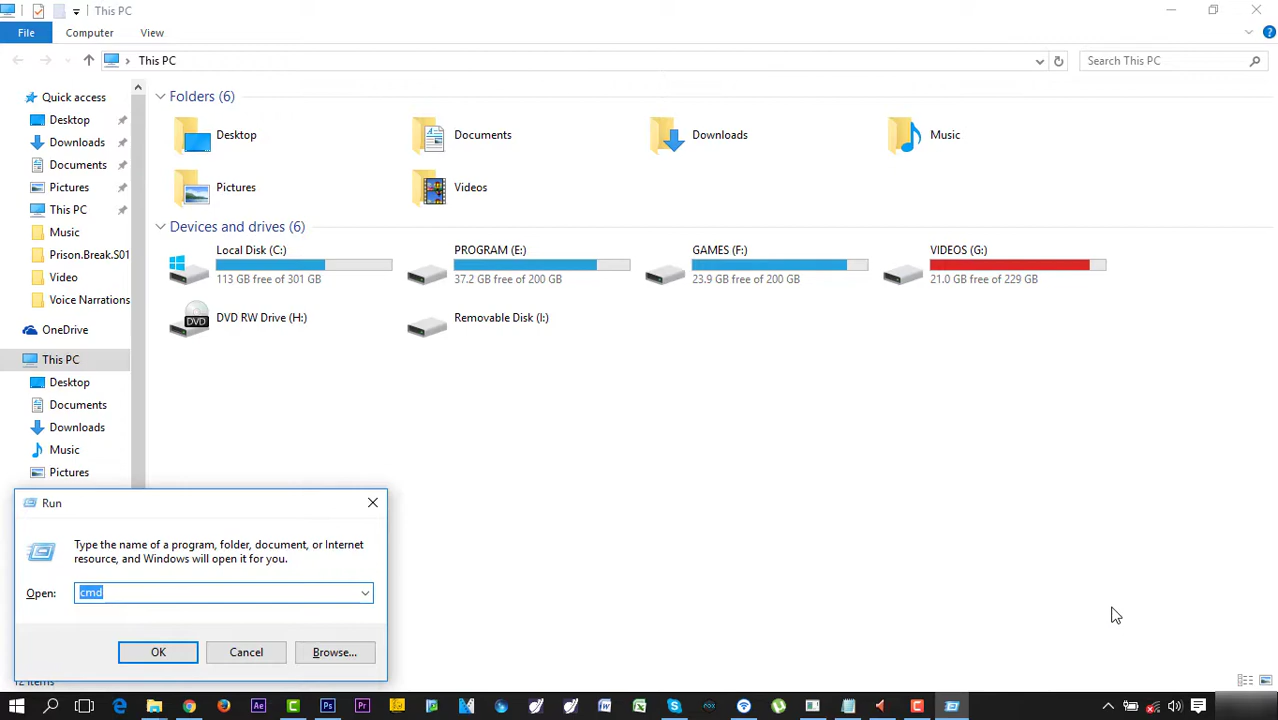 This PC
File
Computer
View
This PC
Search This PC
Quick access
Desktop
Downloads
Documents
Pictures
This PC
Music
Prison.Break.S01
Video
Voice Narrations
OneDrive
This PC
Desktop
Documents
Downloads
Music
Pictures
Folders (6)
Desktop
Documents
Downloads
Music
Pictures
Videos
Devices and drives (6)
Local Disk (C:)
113 GB free of 301 GB
PROGRAM (E:)
37.2 GB free of 200 GB
GAMES (F:)
23.9 GB free of 200 GB
VIDEOS (G:)
21.0 GB free of 229 GB
DVD
DVD RW Drive (H:)
Removable Disk (I:)
Run
Type the name of a program, folder, document, or Internet
resource, and Windows will open it for you.
Open:
cmd
OK
Cancel
Browse...
12 items
Ae
Ps
Pr